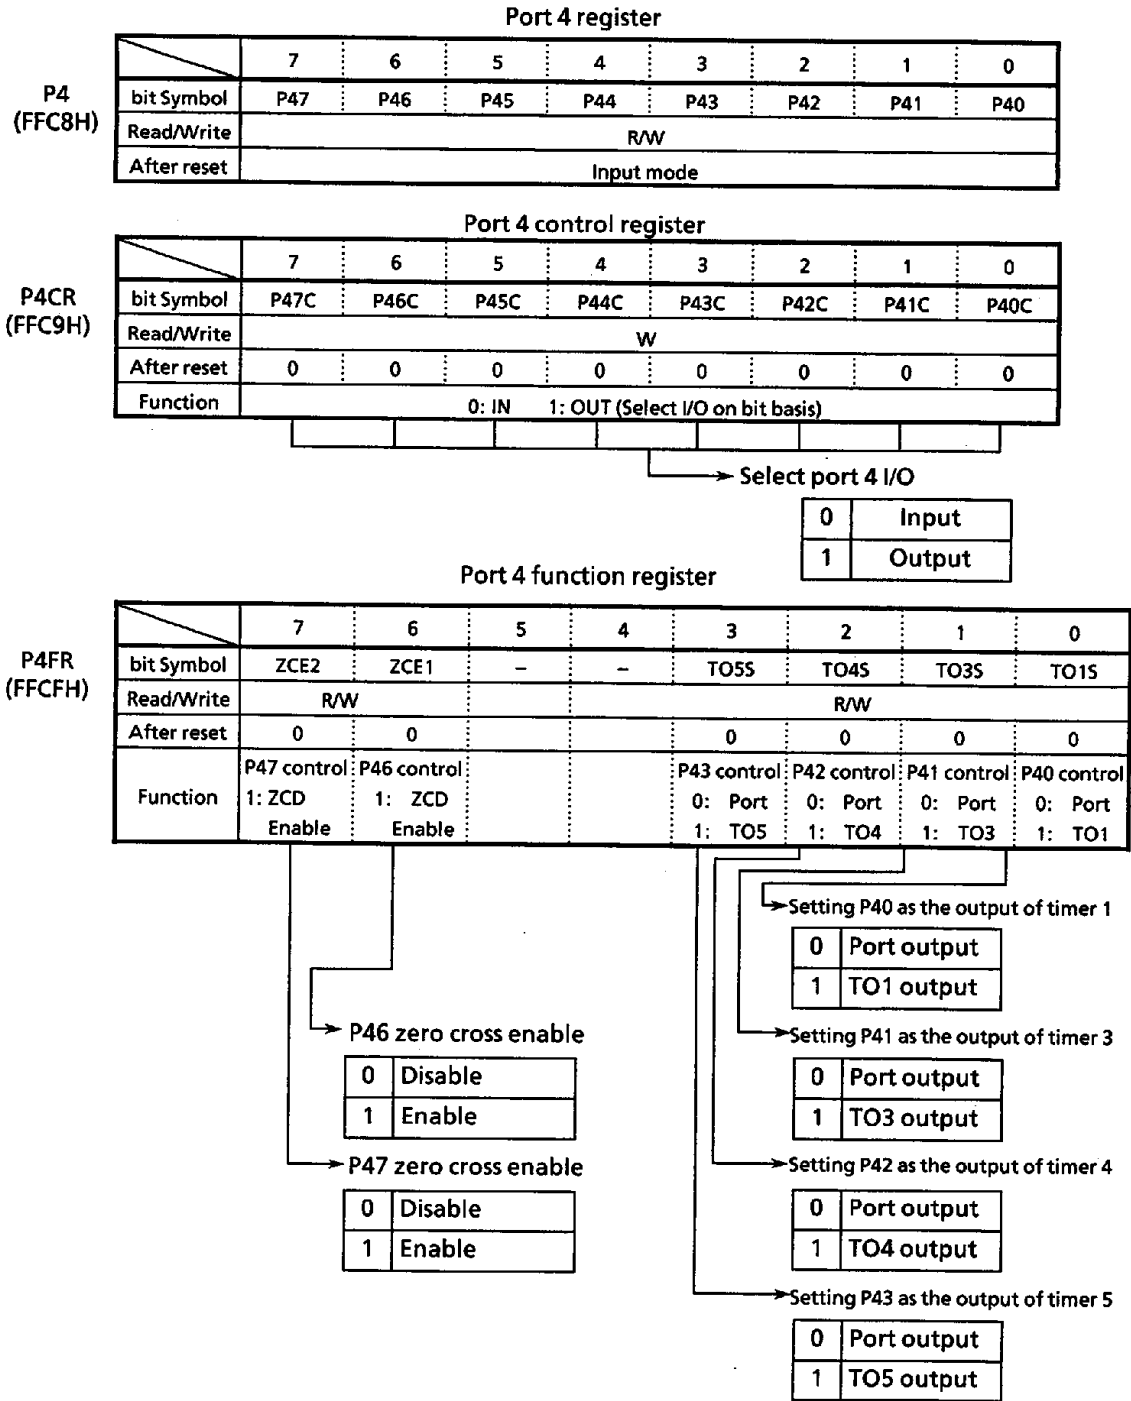 Port 4 register
7 6 5 4 3 2 1 0
P4
(FFC8H)
bit Symbol P47 P46 P45 P44 P43 P42 P41 P40
Read/Write R/W
After reset Input mode
Port 4 control register
7 6 5 4 3 2 1 0
P4CR
(FFC9H)
bit Symbol P47C P46C P45C P44C P43C P42C P41C P40C
Read/Write W
After reset 0 0 0 0 0 0 0 0
Function 0: IN 1: OUT (Select I/O on bit basis)
Select port 4 I/O
0 Input
1 Output
Port 4 function register
7 6 5 4 3 2 1 0
P4FR
(FFCFH)
bit Symbol ZCE2 ZCE1 – – TO5S TO4S TO3S TO1S
Read/Write R/W R/W
After reset 0 0 0 0 0 0
P47 control P46 control P43 control P42 control P41 control P40 control
Function 1: ZCD 1: ZCD 0: Port 0: Port 0: Port 0: Port
Enable Enable 1: TO5 1: TO4 1: TO3 1: TO1
Setting P40 as the output of timer 1
0 Port output
1 TO1 output
P46 zero cross enable
0 Disable
1 Enable
Setting P41 as the output of timer 3
0 Port output
1 TO3 output
P47 zero cross enable
0 Disable
1 Enable
Setting P42 as the output of timer 4
0 Port output
1 TO4 output
Setting P43 as the output of timer 5
0 Port output
1 TO5 output